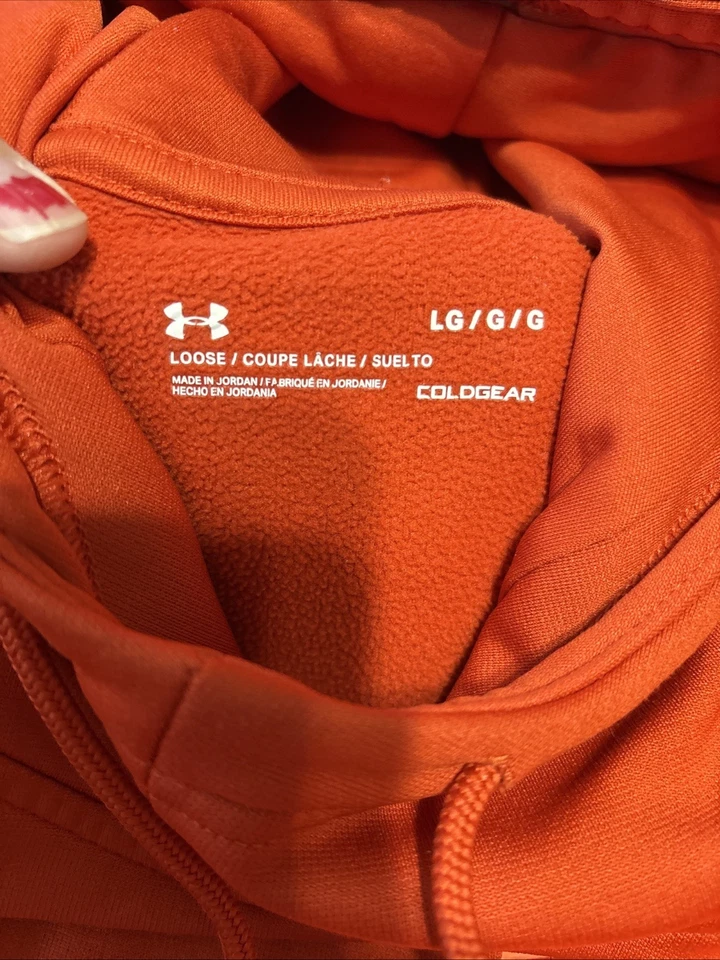 LG/G/G
LOOSE / COUPE LÂCHE / SUELTO
MADE IN JORDAN / FABRIQUÉ EN JORDANIE /
HECHO EN JORDANIA
COLDGEAR